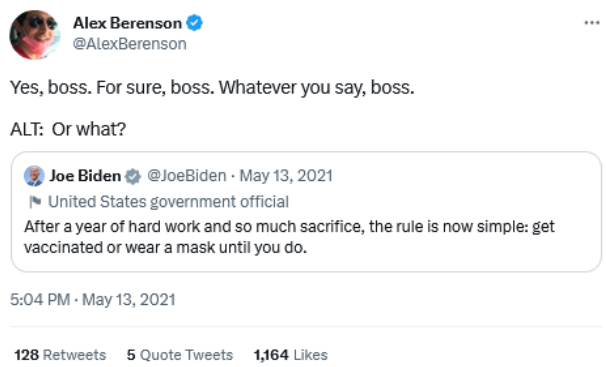 Alex Berenson
@AlexBerenson
Yes, boss. For sure, boss. Whatever you say, boss.
ALT: Or what?
Joe Biden @JoeBiden · May 13, 2021
United States government official
After a year of hard work and so much sacrifice, the rule is now simple: get
vaccinated or wear a mask until you do.
5:04 PM · May 13, 2021
128 Retweets 5 Quote Tweets 1,164 Likes